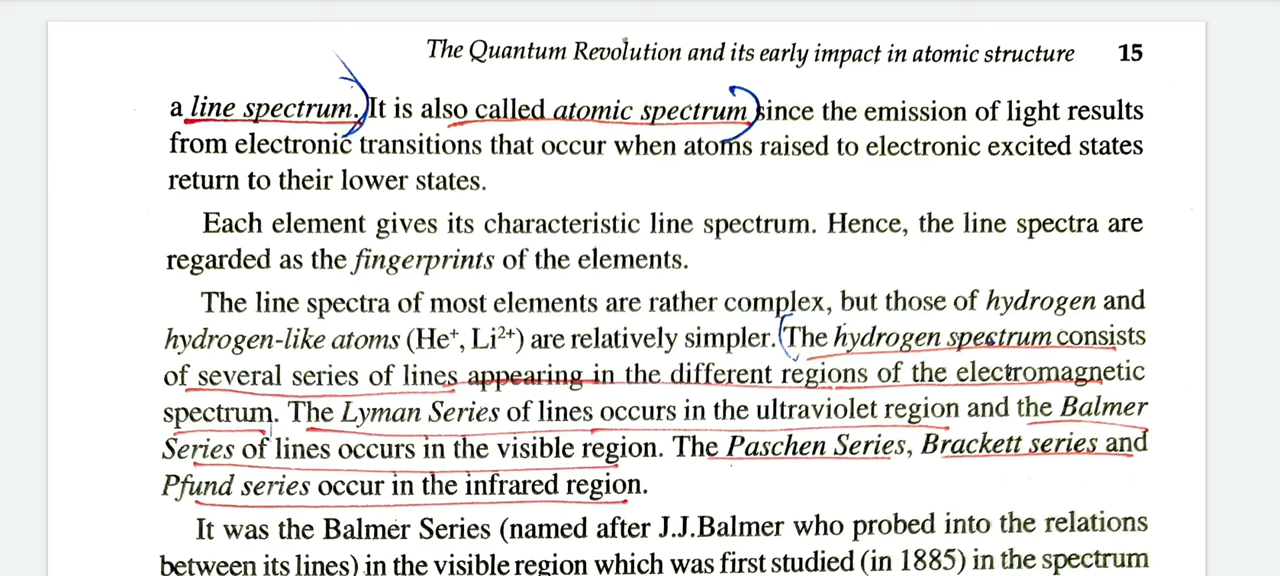 The Quantum Revolution and its early impact in atomic structure 15
a line spectrum. It is also called atomic spectrum since the emission of light results
from electronic transitions that occur when atoms raised to electronic excited states
return to their lower states.
Each element gives its characteristic line spectrum. Hence, the line spectra are
regarded as the fingerprints of the elements.
The line spectra of most elements are rather complex, but those of hydrogen and
hydrogen-like atoms (He⁺, Li²⁺) are relatively simpler. The hydrogen spectrum consists
of several series of lines appearing in the different regions of the electromagnetic
spectrum. The Lyman Series of lines occurs in the ultraviolet region and the Balmer
Series of lines occurs in the visible region. The Paschen Series, Brackett series and
Pfund series occur in the infrared region.
It was the Balmer Series (named after J.J.Balmer who probed into the relations
between its lines) in the visible region which was first studied (in 1885) in the spectrum